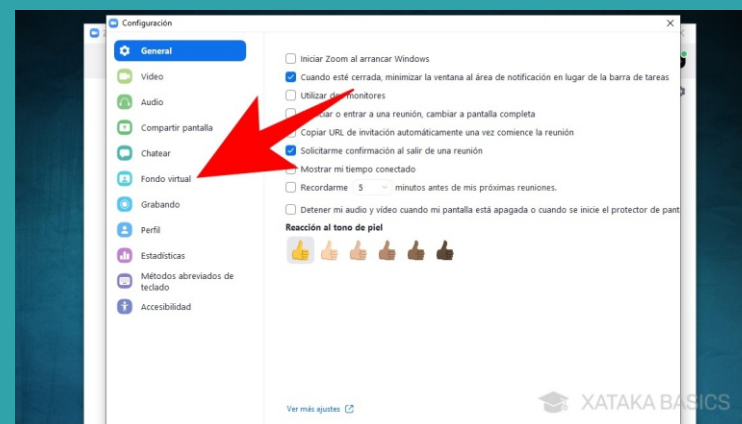 Configuración
General
Video
Audio
Compartir pantalla
Chatear
Fondo virtual
Grabando
Perfil
Estadísticas
Métodos abreviados de
teclado
Accesibilidad
Iniciar Zoom al arrancar Windows
Cuando esté cerrada, minimizar la ventana al área de notificación en lugar de la barra de tareas
Utilizar monitores
o entrar a una reunión, cambiar a pantalla completa
Copiar URL de invitación automáticamente una vez comience la reunión
Solicitarme confirmación al salir de una reunión
Mostrar mi tiempo conectado
Recordarme 5 minutos antes de mis próximas reuniones.
Detener mi audio y vídeo cuando mi pantalla está apagada o cuando se inicie el protector de pant
Reacción al tono de piel
Ver más ajustes
XATAKA BASICS